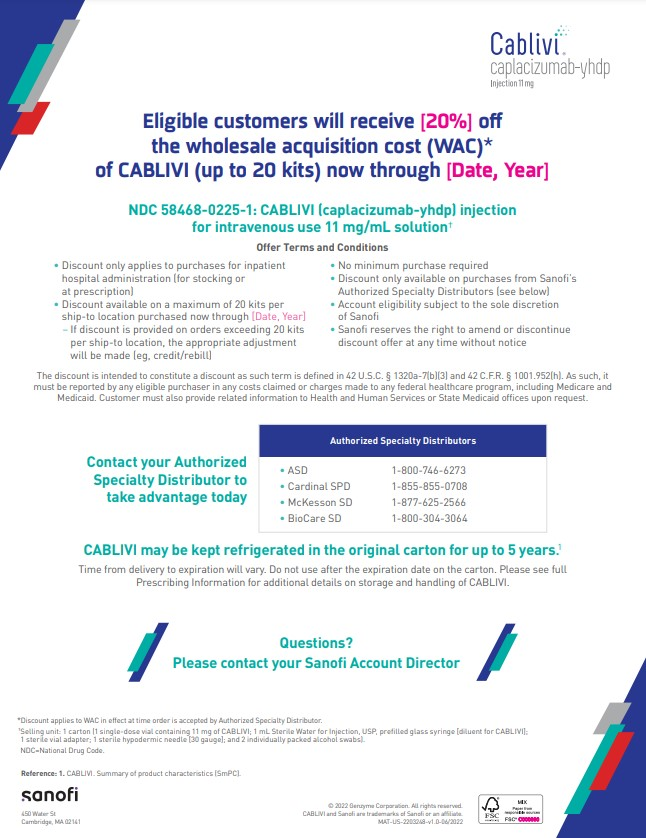 Cablivi®
caplacizumab-yhdp
Injection 11 mg
Eligible customers will receive [20%] off
the wholesale acquisition cost (WAC)*
of CABLIVI (up to 20 kits) now through [Date, Year]
NDC 58468-0225-1: CABLIVI (caplacizumab-yhdp) injection
for intravenous use 11 mg/mL solution†
Offer Terms and Conditions
• Discount only applies to purchases for inpatient
hospital administration (for stocking or
at prescription)
• Discount available on a maximum of 20 kits per
ship-to location purchased now through [Date, Year]
– If discount is provided on orders exceeding 20 kits
per ship-to location, the appropriate adjustment
will be made (eg, credit/rebill)
• No minimum purchase required
• Discount only available on purchases from Sanofi's
Authorized Specialty Distributors (see below)
• Account eligibility subject to the sole discretion
of Sanofi
• Sanofi reserves the right to amend or discontinue
discount offer at any time without notice
The discount is intended to constitute a discount as such term is defined in 42 U.S.C. § 1320a-7(b)(3) and 42 C.F.R. § 1001.952(h). As such, it
must be reported by any eligible purchaser in any costs claimed or charges made to any federal healthcare program, including Medicare and
Medicaid. Customer must also provide related information to Health and Human Services or State Medicaid offices upon request.
Contact your Authorized
Specialty Distributor to
take advantage today
Authorized Specialty Distributors
• ASD 1-800-746-6273
• Cardinal SPD 1-855-855-0708
• McKesson SD 1-877-625-2566
• BioCare SD 1-800-304-3064
CABLIVI may be kept refrigerated in the original carton for up to 5 years.¹
Time from delivery to expiration will vary. Do not use after the expiration date on the carton. Please see full
Prescribing Information for additional details on storage and handling of CABLIVI.
Questions?
Please contact your Sanofi Account Director
*Discount applies to WAC in effect at time order is accepted by Authorized Specialty Distributor.
†Selling unit: 1 carton (1 single-dose vial containing 11 mg of CABLIVI; 1 mL Sterile Water for Injection, USP, prefilled glass syringe [diluent for CABLIVI];
1 sterile vial adapter; 1 sterile hypodermic needle [30 gauge]; and 2 individually packed alcohol swabs).
NDC=National Drug Code.
Reference: 1. CABLIVI. Summary of product characteristics (SmPC).
sanofi
450 Water St
Cambridge, MA 02141
© 2022 Genzyme Corporation. All rights reserved.
CABLIVI and Sanofi are trademarks of Sanofi or an affiliate.
MAT-US-2203248-v1.0-06/2022
FSC
MIX
Paper from
responsible sources
FSC®